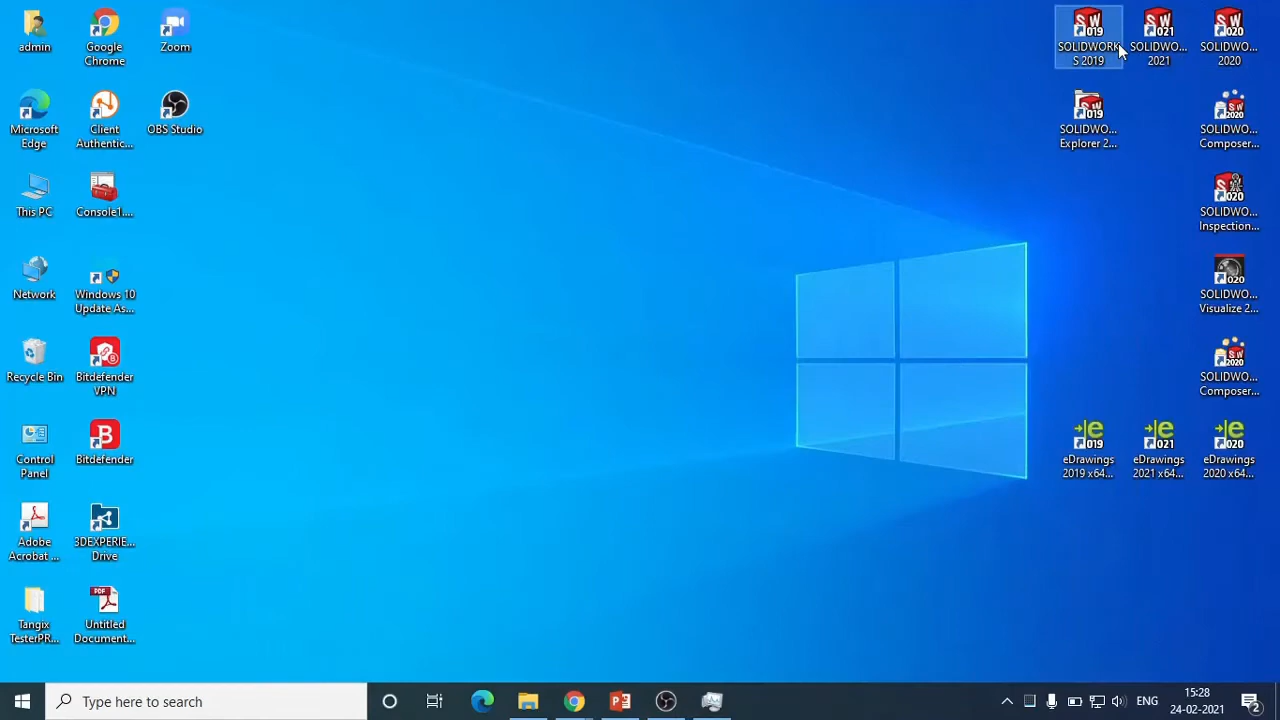 admin
Google
Chrome
Zoom
SOLIDWORK
S 2019
SOLIDWO...
2021
SOLIDWO...
2020
Microsoft
Edge
Client
Authentic...
OBS Studio
SOLIDWO...
Explorer 2...
SOLIDWO...
Composer...
This PC
Console1....
SOLIDWO...
Inspection...
Network
Windows 10
Update As...
SOLIDWO...
Visualize 2...
Recycle Bin
Bitdefender
VPN
SOLIDWO...
Composer...
Control
Panel
Bitdefender
eDrawings
2019 x64...
eDrawings
2021 x64...
eDrawings
2020 x64...
Adobe
Acrobat ...
3DEXPERIE...
Drive
Tangix
TesterPR...
Untitled
Document...
Type here to search
ENG
15:28
24-02-2021
2